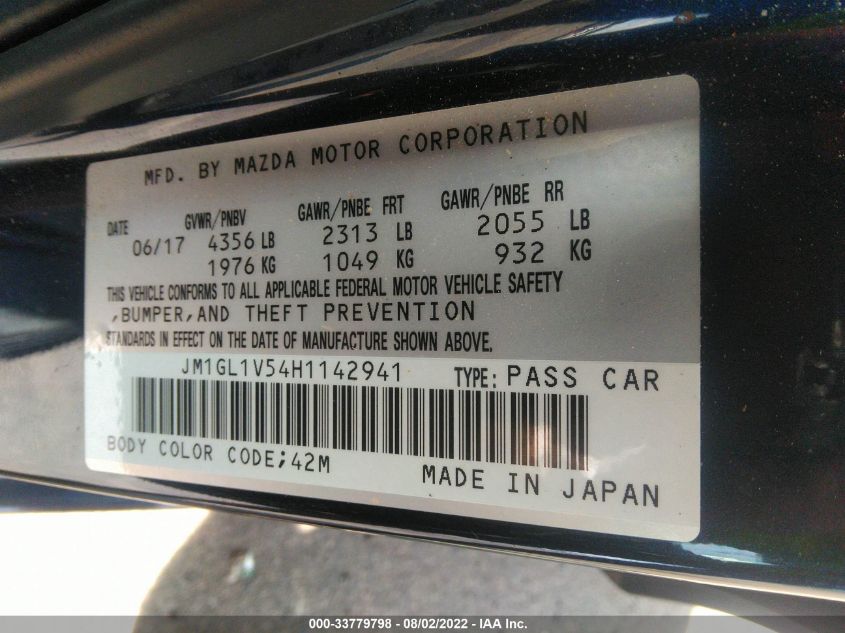 MFD. BY MAZDA MOTOR CORPORATION
DATE GVWR/PNBV GAWR/PNBE FRT GAWR/PNBE RR
06/17 4356 LB 2313 LB 2055 LB
1976 KG 1049 KG 932 KG
THIS VEHICLE CONFORMS TO ALL APPLICABLE FEDERAL MOTOR VEHICLE SAFETY
,BUMPER,AND THEFT PREVENTION
STANDARDS IN EFFECT ON THE DATE OF MANUFACTURE SHOWN ABOVE.
JM1GL1V54H1142941 TYPE: PASS CAR
BODY COLOR CODE;42M
MADE IN JAPAN
000-33779798 - 08/02/2022 - IAA Inc.